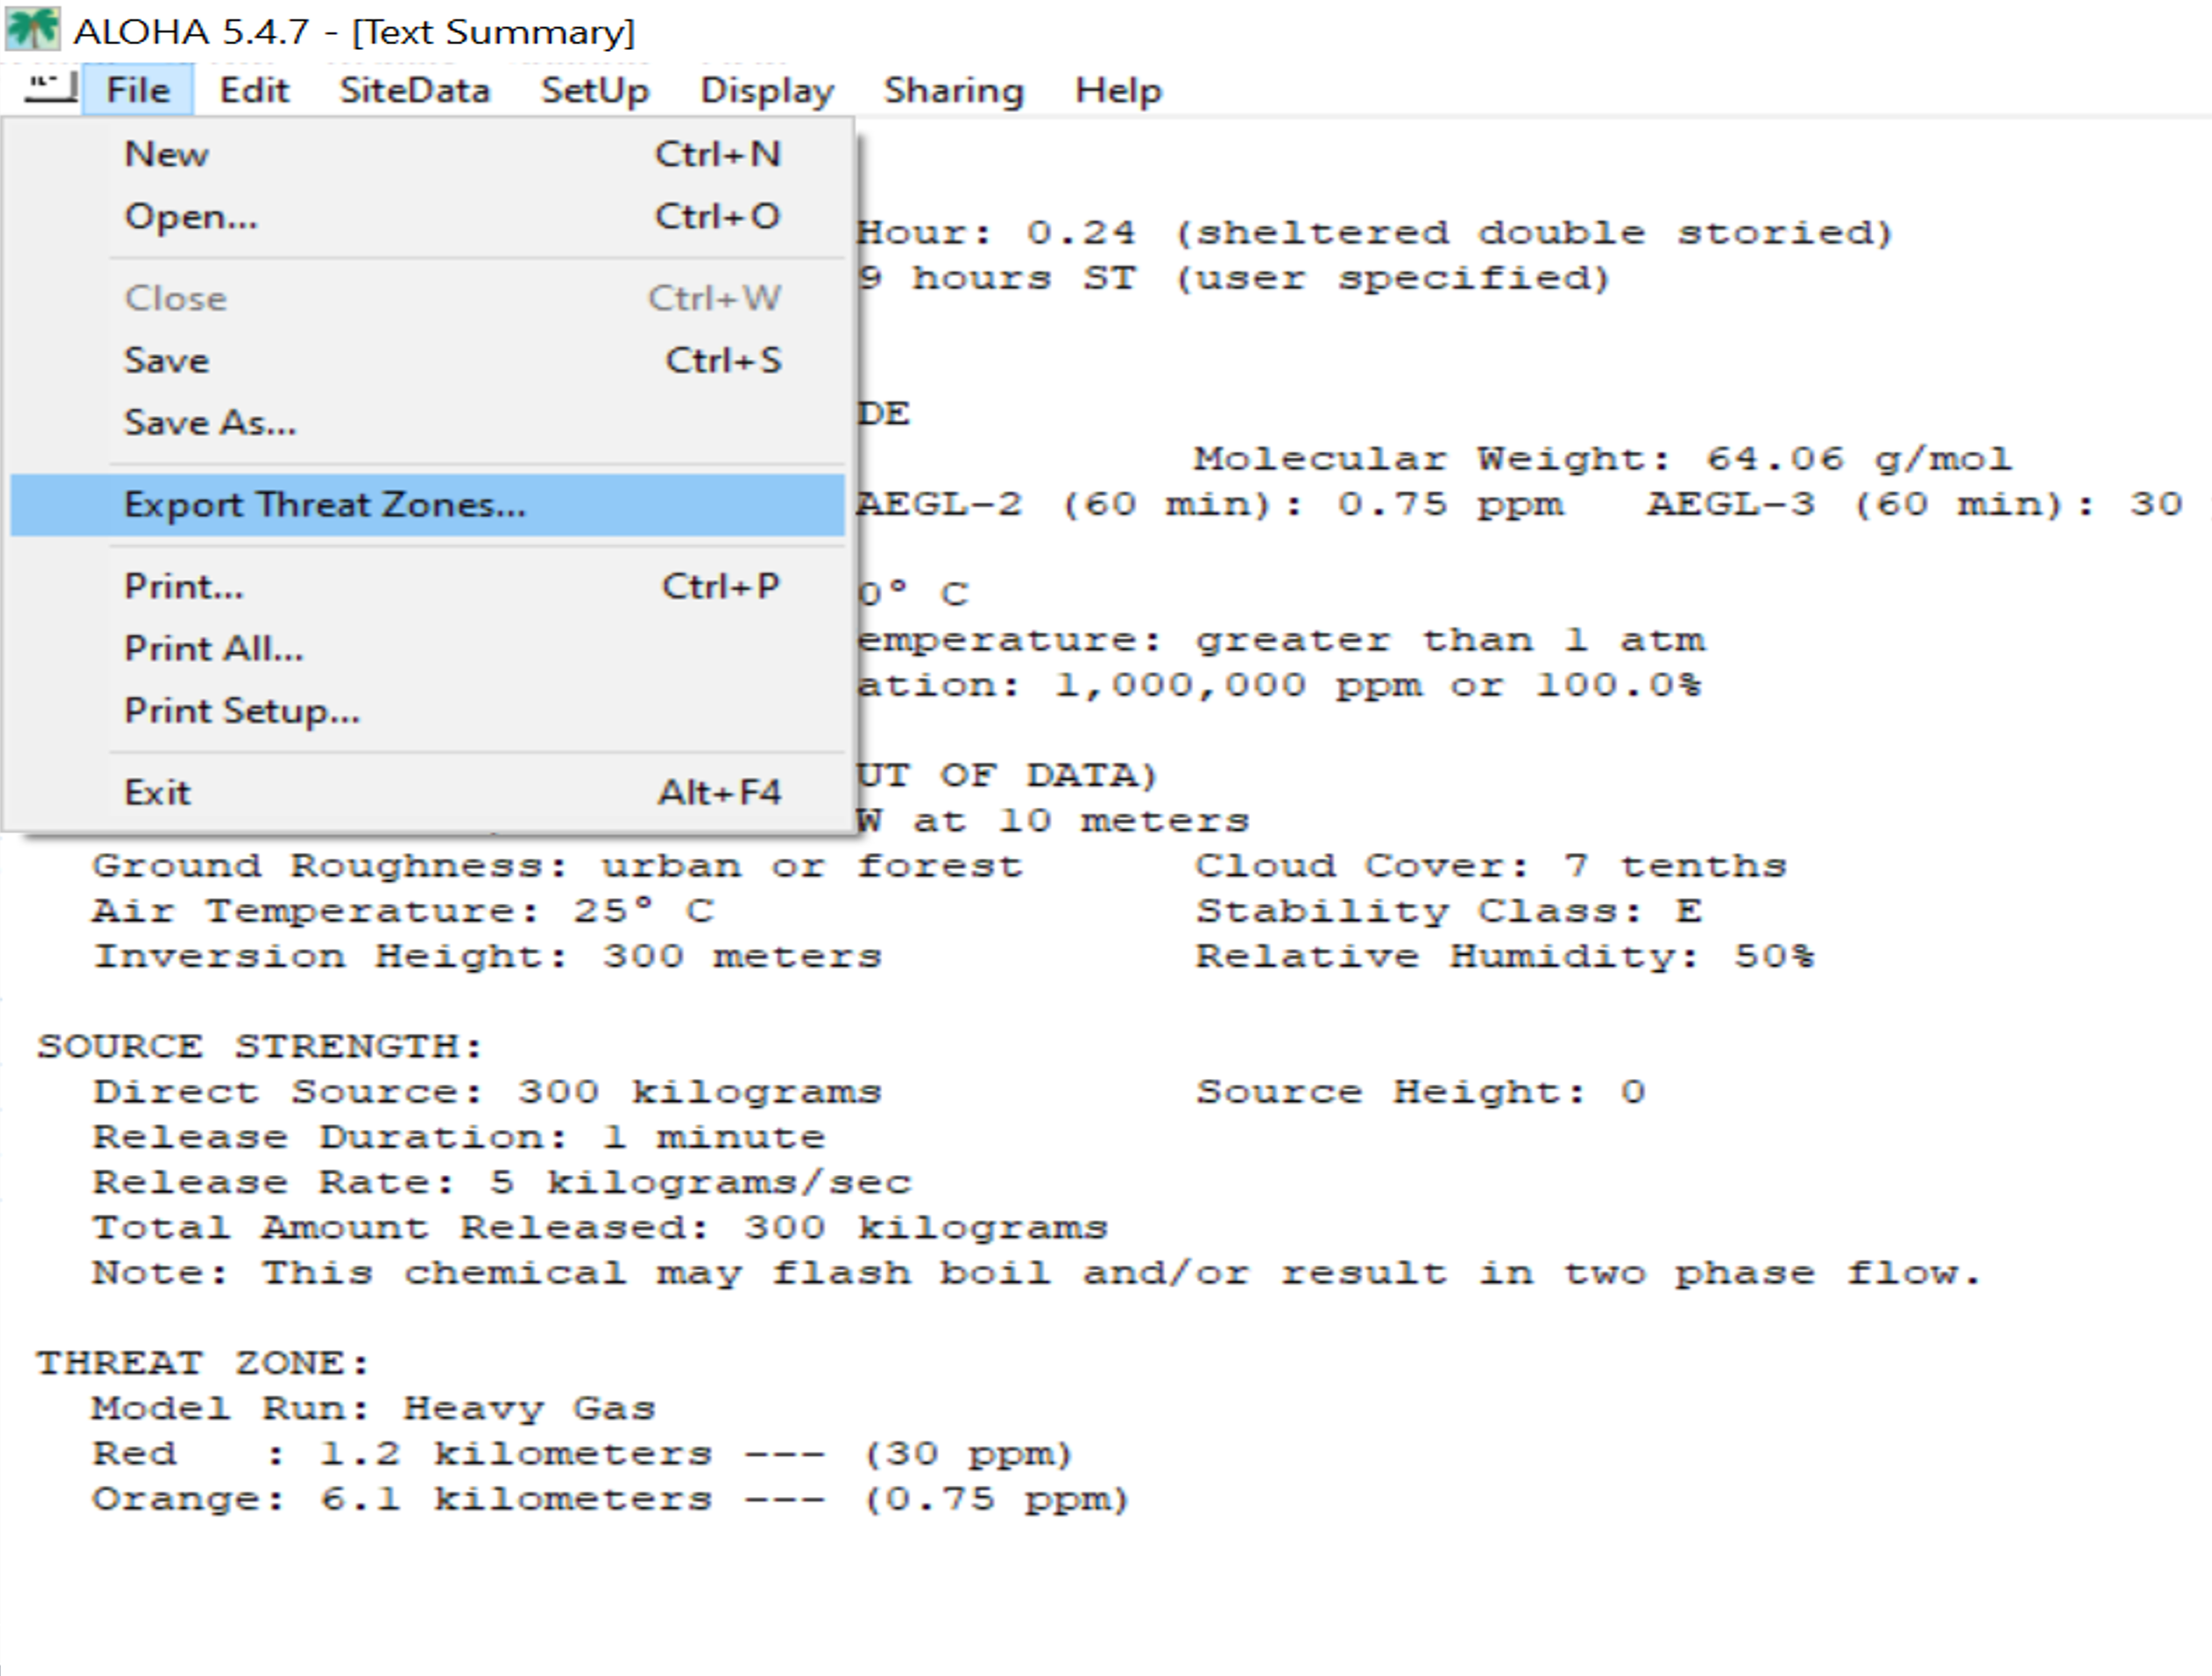 ALOHA 5.4.7 - [Text Summary]
File Edit SiteData SetUp Display Sharing Help
New Ctrl+N
Open... Ctrl+O
Close Ctrl+W
Save Ctrl+S
Save As...
Export Threat Zones...
Print... Ctrl+P
Print All...
Print Setup...
Exit Alt+F4
Hour: 0.24 (sheltered double storied)
9 hours ST (user specified)
DE
Molecular Weight: 64.06 g/mol
AEGL-2 (60 min): 0.75 ppm AEGL-3 (60 min): 30
0° C
emperature: greater than 1 atm
ation: 1,000,000 ppm or 100.0%
UT OF DATA)
W at 10 meters
Ground Roughness: urban or forest Cloud Cover: 7 tenths
Air Temperature: 25° C Stability Class: E
Inversion Height: 300 meters Relative Humidity: 50%
SOURCE STRENGTH:
Direct Source: 300 kilograms Source Height: 0
Release Duration: 1 minute
Release Rate: 5 kilograms/sec
Total Amount Released: 300 kilograms
Note: This chemical may flash boil and/or result in two phase flow.
THREAT ZONE:
Model Run: Heavy Gas
Red : 1.2 kilometers --- (30 ppm)
Orange: 6.1 kilometers --- (0.75 ppm)